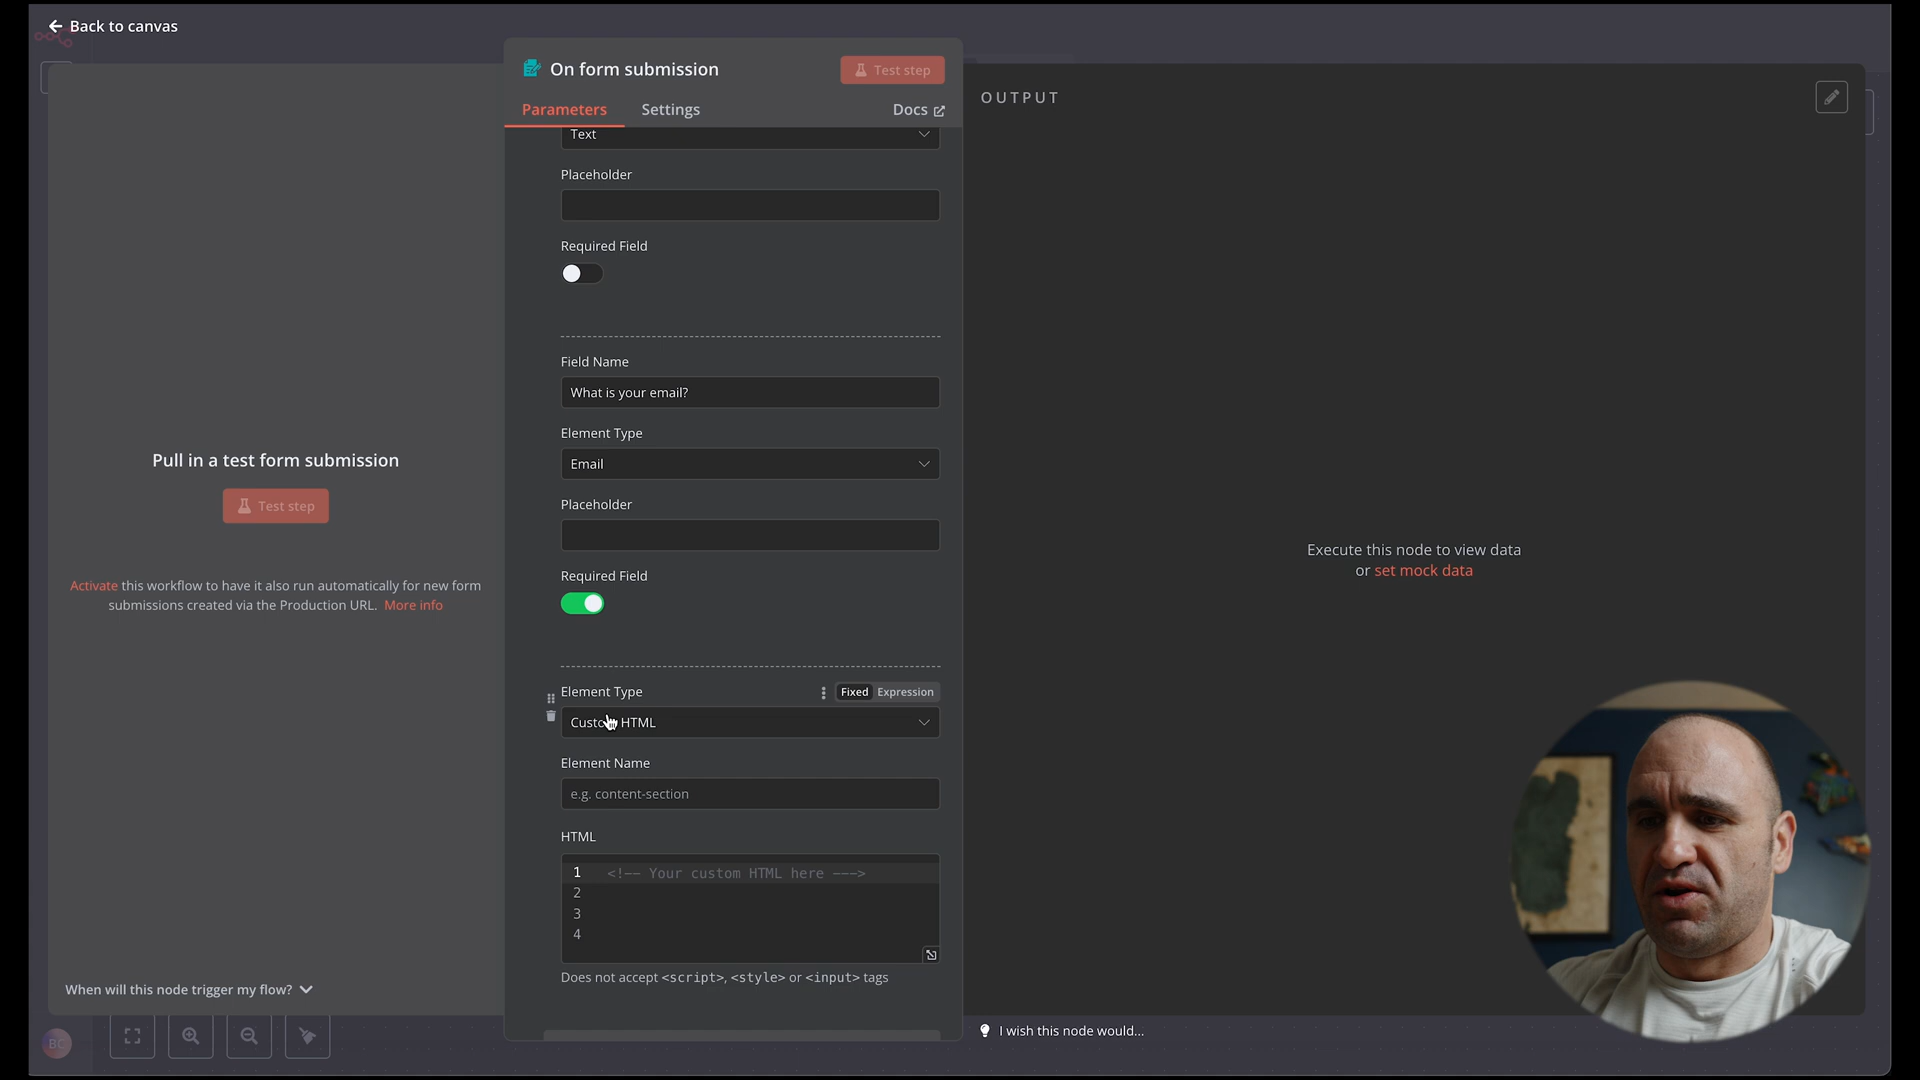 Back to canvas
On form submission
Test step
Parameters
Settings
Docs
OUTPUT
Text
Placeholder
Required Field
Field Name
What is your email?
Element Type
Email
Placeholder
Required Field
Element Type
Fixed
Expression
Custom HTML
Element Name
e.g. content-section
HTML
1 <!-- Your custom HTML here --->
2
3
4
Does not accept <script>, <style> or <input> tags
Pull in a test form submission
Test step
Activate this workflow to have it also run automatically for new form
submissions created via the Production URL. More info
When will this node trigger my flow?
Execute this node to view data
or set mock data
I wish this node would...
BC